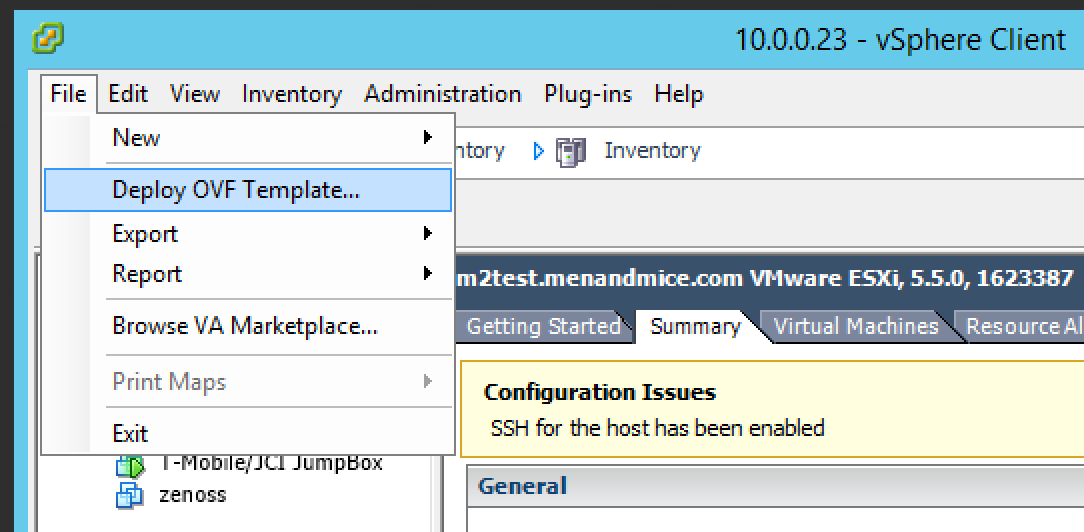 10.0.0.23 - vSphere Client
File Edit View Inventory Administration Plug-ins Help
New
ntory Inventory
Deploy OVF Template...
Export
Report
m2test.menandmice.com VMware ESXi, 5.5.0, 1623387
Browse VA Marketplace...
Getting Started Summary Virtual Machines Resource Al
Print Maps
Configuration Issues
SSH for the host has been enabled
Exit
T-Mobile/JCI JumpBox
zenoss
General